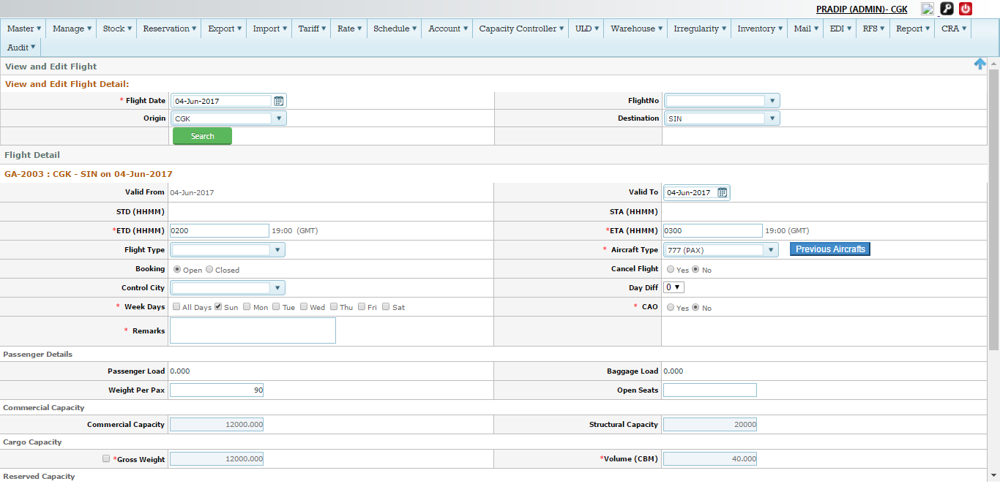 PRADIP (ADMIN)- CGK
Master Manage Stock Reservation Export Import Tariff Rate Schedule Account Capacity Controller ULD Warehouse Irregularity Inventory Mail EDI RFS Report CRA
Audit
View and Edit Flight
View and Edit Flight Detail:
* Flight Date 04-Jun-2017 FlightNo
Origin CGK Destination SIN
Search
Flight Detail
GA-2003 : CGK - SIN on 04-Jun-2017
Valid From 04-Jun-2017 Valid To 04-Jun-2017
STD (HHMM) STA (HHMM)
*ETD (HHMM) 0200 19:00 (GMT) *ETA (HHMM) 0300 19:00 (GMT)
Flight Type * Aircraft Type 777 (PAX) Previous Aircrafts
Booking Open Closed Cancel Flight Yes No
Control City Day Diff 0
* Week Days All Days Sun Mon Tue Wed Thu Fri Sat * CAO Yes No
* Remarks
Passenger Details
Passenger Load 0.000 Baggage Load 0.000
Weight Per Pax 90 Open Seats
Commercial Capacity
Commercial Capacity 12000.000 Structural Capacity 20000
Cargo Capacity
*Gross Weight 12000.000 *Volume (CBM) 40.000
Reserved Capacity